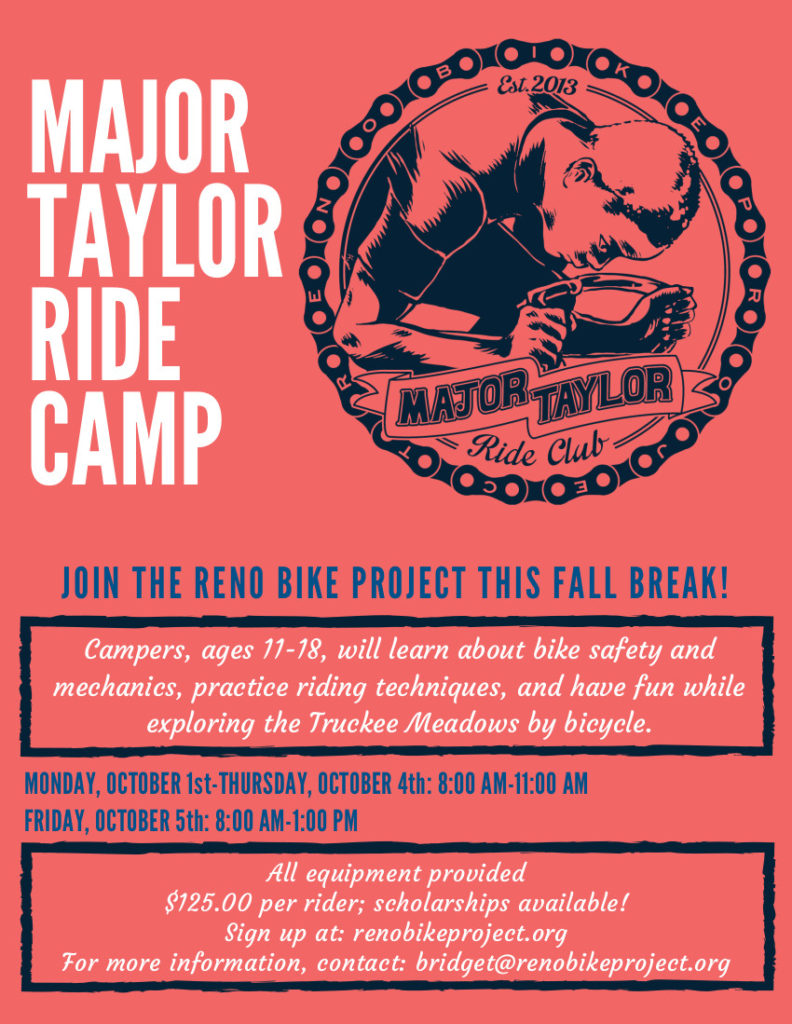 MAJOR
TAYLOR
RIDE
CAMP
RENO BIKE PROJECT
Est. 2013
MAJOR TAYLOR
Ride Club
JOIN THE RENO BIKE PROJECT THIS FALL BREAK!
Campers, ages 11-18, will learn about bike safety and
mechanics, practice riding techniques, and have fun while
exploring the Truckee Meadows by bicycle.
MONDAY, OCTOBER 1st-THURSDAY, OCTOBER 4th: 8:00 AM-11:00 AM
FRIDAY, OCTOBER 5th: 8:00 AM-1:00 PM
All equipment provided
$125.00 per rider; scholarships available!
Sign up at: renobikeproject.org
For more information, contact: bridget@renobikeproject.org